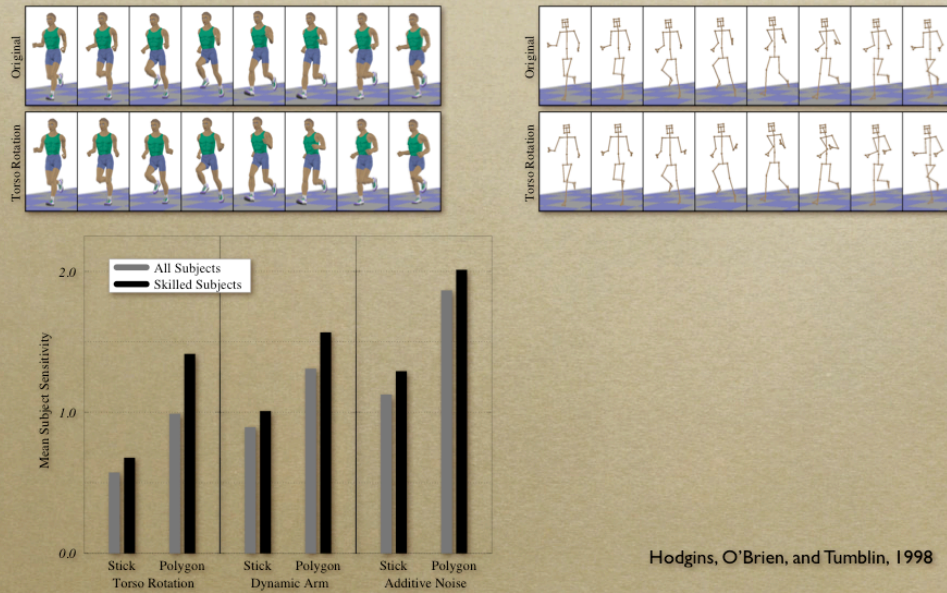 Original
Torso Rotation
Original
Torso Rotation
All Subjects
Skilled Subjects
Mean Subject Sensitivity
2.0
1.0
0.0
Stick Polygon Stick Polygon Stick Polygon
Torso Rotation Dynamic Arm Additive Noise
Hodgins, O'Brien, and Tumblin, 1998